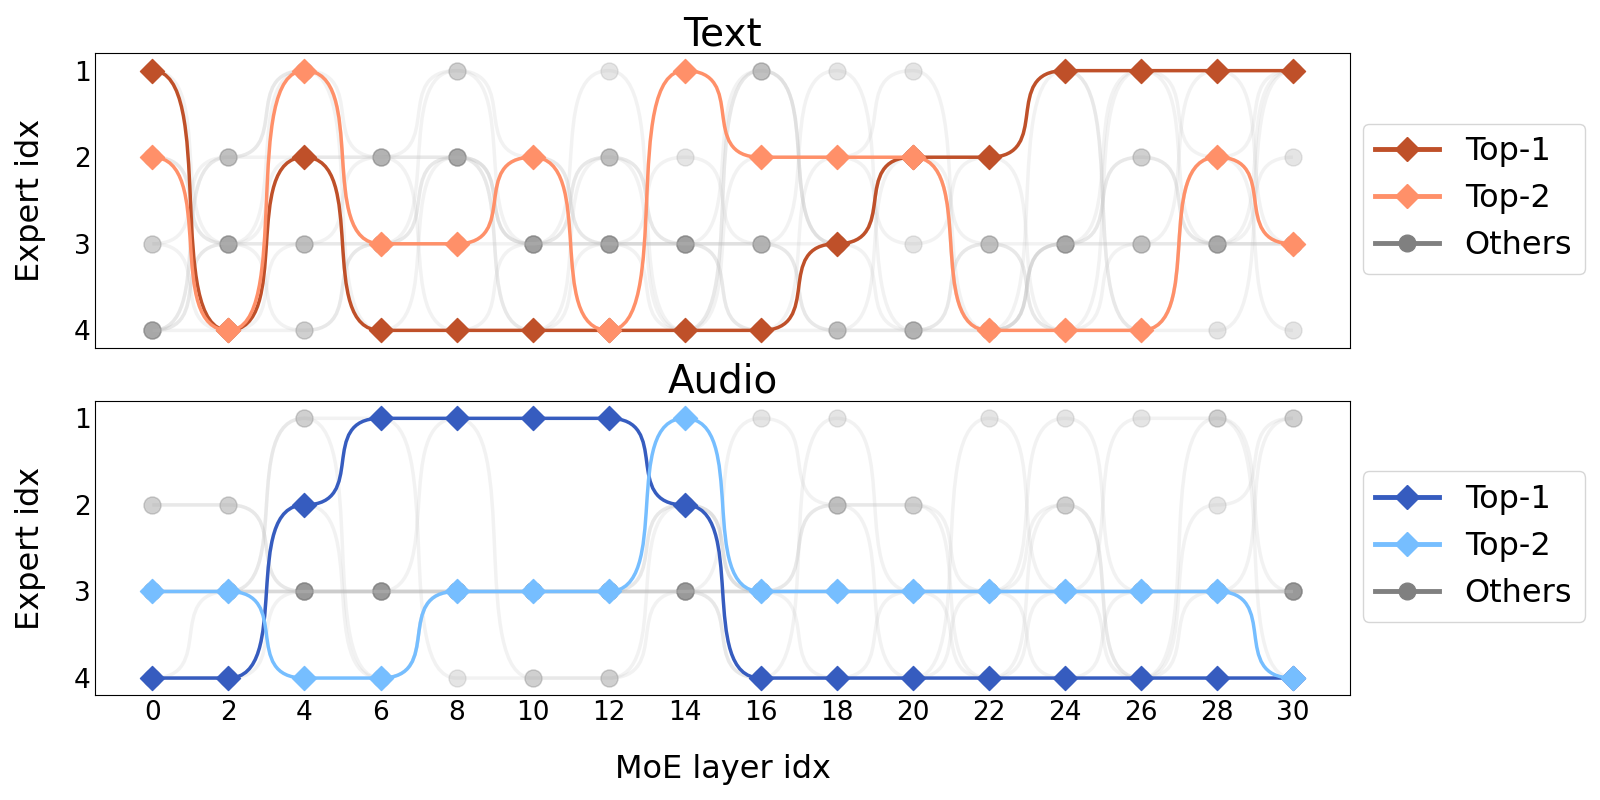 Text
Expert idx
1
2
3
4
Top-1
Top-2
Others
Audio
Expert idx
1
2
3
4
Top-1
Top-2
Others
0 2 4 6 8 10 12 14 16 18 20 22 24 26 28 30
MoE layer idx